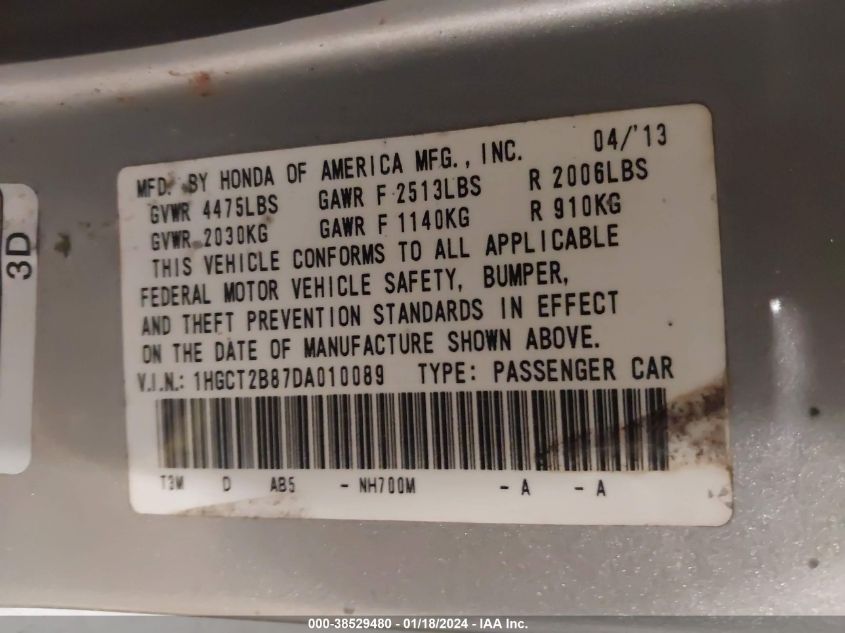 MFD. BY HONDA OF AMERICA MFG., INC. 04/'13
GVWR 4475LBS GAWR F 2513LBS R 2006LBS
GVWR 2030KG GAWR F 1140KG R 910KG
THIS VEHICLE CONFORMS TO ALL APPLICABLE
FEDERAL MOTOR VEHICLE SAFETY, BUMPER,
AND THEFT PREVENTION STANDARDS IN EFFECT
ON THE DATE OF MANUFACTURE SHOWN ABOVE.
V.I.N.: 1HGCT2B87DA010089 TYPE: PASSENGER CAR
T3M D AB5 - NH700M - A - A
3D
000-38529480 - 01/18/2024 - IAA Inc.